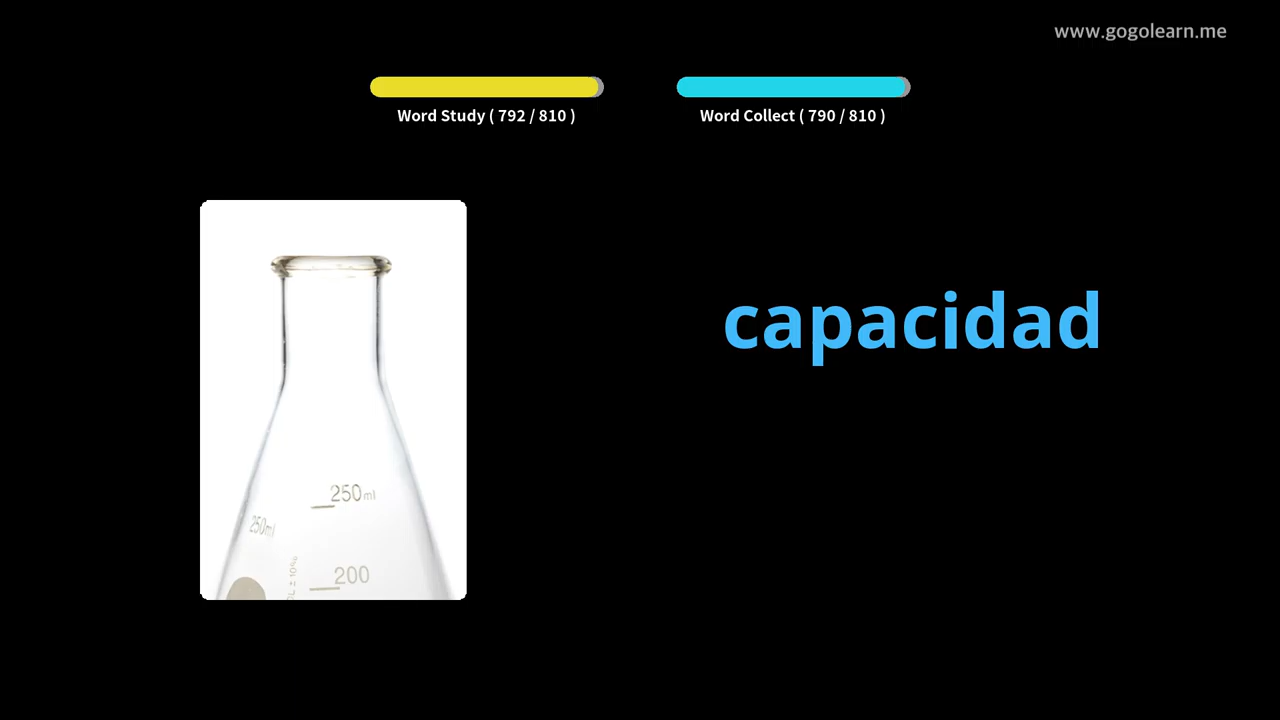 www.gogolearn.me
Word Study ( 792 / 810 )
Word Collect ( 790 / 810 )
capacidad
250ml
250ml
200